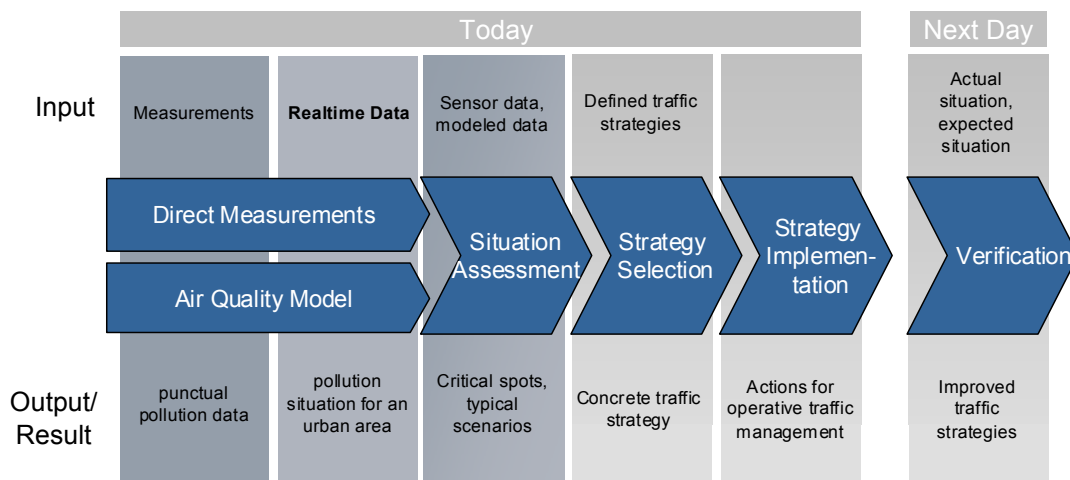 Today
Next Day
Input
Measurements
Realtime Data
Sensor data,
modeled data
Defined traffic
strategies
Actual
situation,
expected
situation
Direct Measurements
Air Quality Model
Situation
Assessment
Strategy
Selection
Strategy
Implemen-
tation
Verification
Output/
Result
punctual
pollution data
pollution
situation for an
urban area
Critical spots,
typical
scenarios
Concrete traffic
strategy
Actions for
operative traffic
management
Improved
traffic
strategies